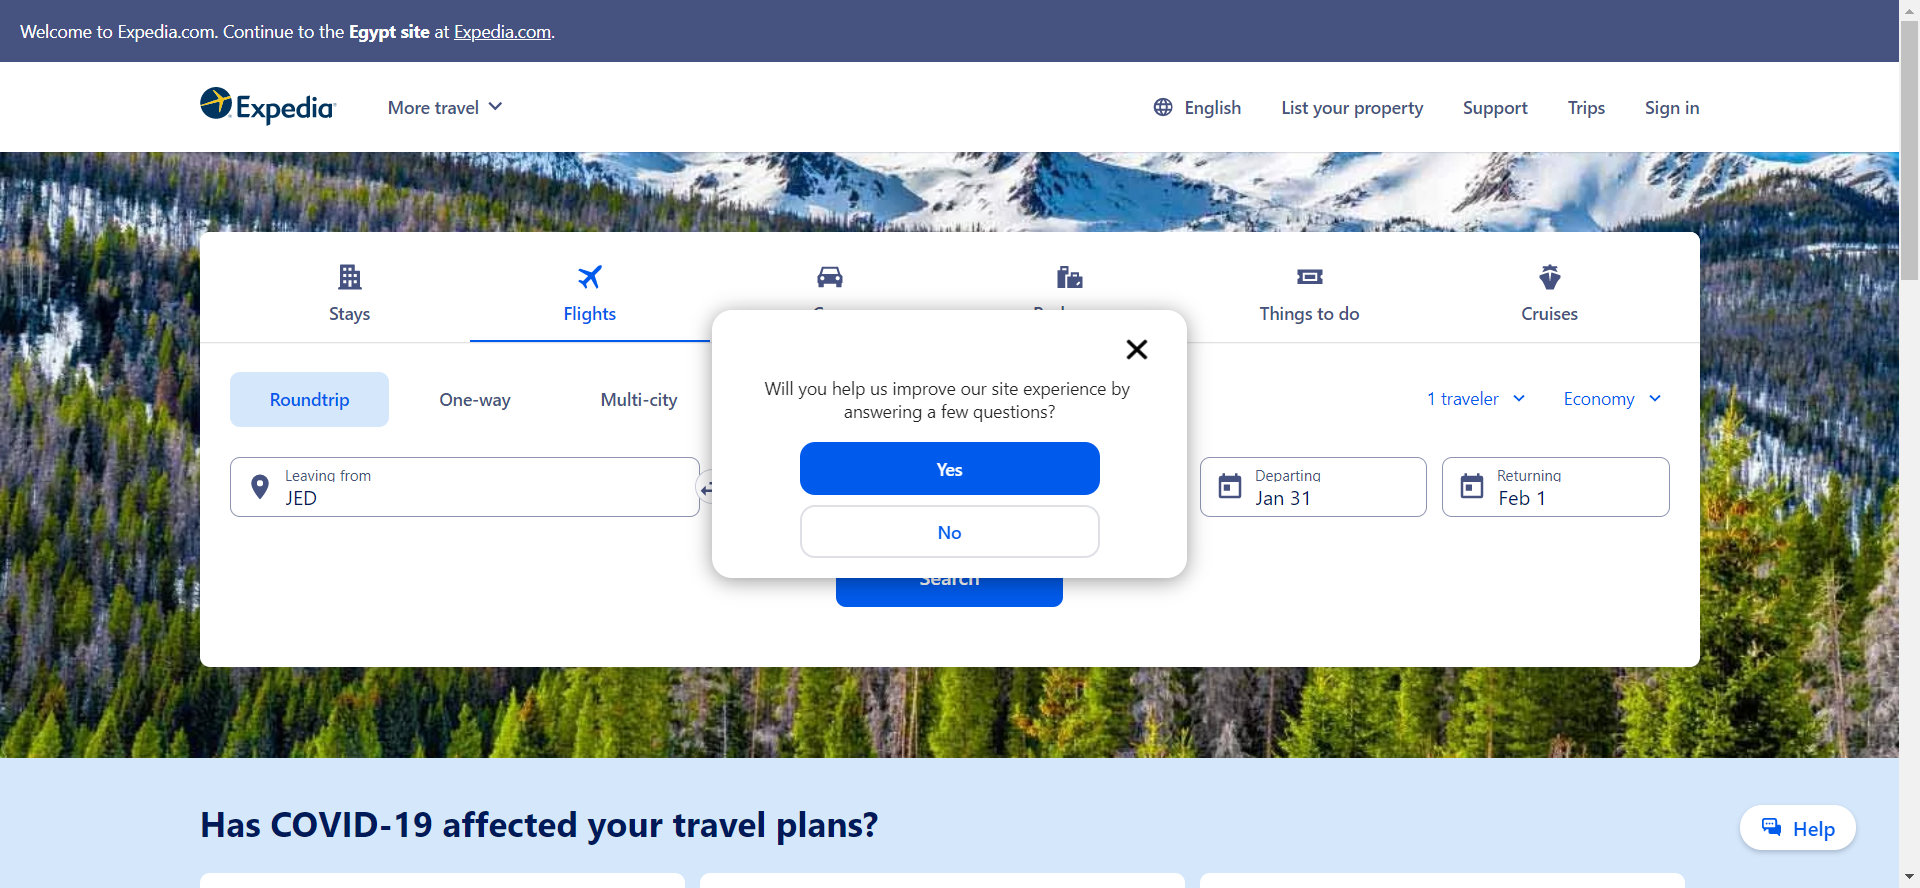 Welcome to Expedia.com. Continue to the Egypt site at Expedia.com.
Expedia
More travel
English
List your property
Support
Trips
Sign in
Stays
Flights
Things to do
Cruises
Roundtrip
One-way
Multi-city
1 traveler
Economy
Will you help us improve our site experience by
answering a few questions?
Yes
No
Leaving from
JED
Departing
Jan 31
Returning
Feb 1
Search
Has COVID-19 affected your travel plans?
Help